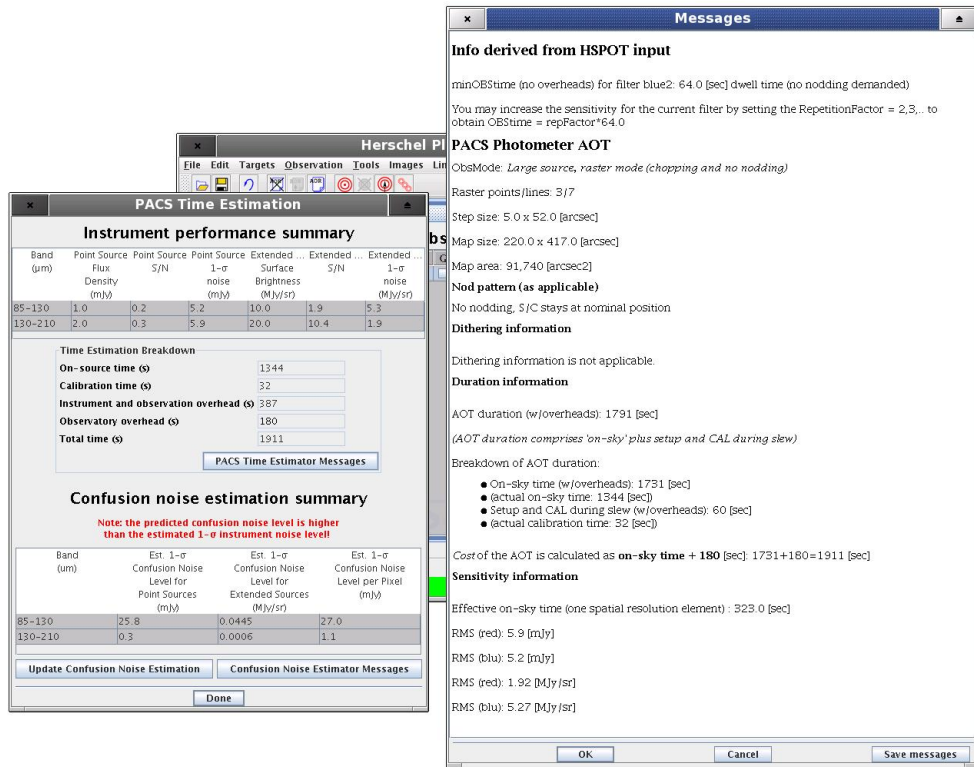 Herschel Pl
File Edit Targets Observation Tools Images Lin
PACS Time Estimation
Instrument performance summary
Band Point Source Point Source Point Source Extended ... Extended ... Extended ...
(μm) Flux S/N 1-σ Surface S/N 1-σ
Density noise Brightness noise
(mJy) (mJy) (MJy/sr) (MJy/sr)
85-130 1.0 0.2 5.2 10.0 1.9 5.3
130-210 2.0 0.3 5.9 20.0 10.4 1.9
Time Estimation Breakdown
On-source time (s) 1344
Calibration time (s) 32
Instrument and observation overhead (s) 387
Observatory overhead (s) 180
Total time (s) 1911
PACS Time Estimator Messages
Confusion noise estimation summary
Note: the predicted confusion noise level is higher
than the estimated 1-σ instrument noise level!
Band Est. 1-σ Est. 1-σ Est. 1-σ
(um) Confusion Noise Confusion Noise Confusion Noise
Level for Level for Level per Pixel
Point Sources Extended Sources (mJy)
(mJy) (MJy/sr)
85-130 25.8 0.0445 27.0
130-210 0.3 0.0006 1.1
Update Confusion Noise Estimation Confusion Noise Estimator Messages
Done
Messages
Info derived from HSPOT input
minOBStime (no overheads) for filter blue2: 64.0 [sec] dwell time (no nodding demanded)
You may increase the sensitivity for the current filter by setting the RepetitionFactor = 2,3,.. to
obtain OBStime = repFactor*64.0
PACS Photometer AOT
ObsMode: Large source, raster mode (chopping and no nodding)
Raster points/lines: 3/7
Step size: 5.0 x 52.0 [arcsec]
Map size: 220.0 x 417.0 [arcsec]
Map area: 91,740 [arcsec2]
Nod pattern (as applicable)
No nodding, S/C stays at nominal position
Dithering information
Dithering information is not applicable.
Duration information
AOT duration (w/overheads): 1791 [sec]
(AOT duration comprises 'on-sky' plus setup and CAL during slew)
Breakdown of AOT duration:
● On-sky time (w/overheads): 1731 [sec]
● (actual on-sky time: 1344 [sec])
● Setup and CAL during slew (w/overheads): 60 [sec]
● (actual calibration time: 32 [sec])
Cost of the AOT is calculated as on-sky time + 180 [sec]: 1731+180=1911 [sec]
Sensitivity information
Effective on-sky time (one spatial resolution element) : 323.0 [sec]
RMS (red): 5.9 [mJy]
RMS (blu): 5.2 [mJy]
RMS (red): 1.92 [MJy/sr]
RMS (blu): 5.27 [MJy/sr]
OK Cancel Save messages